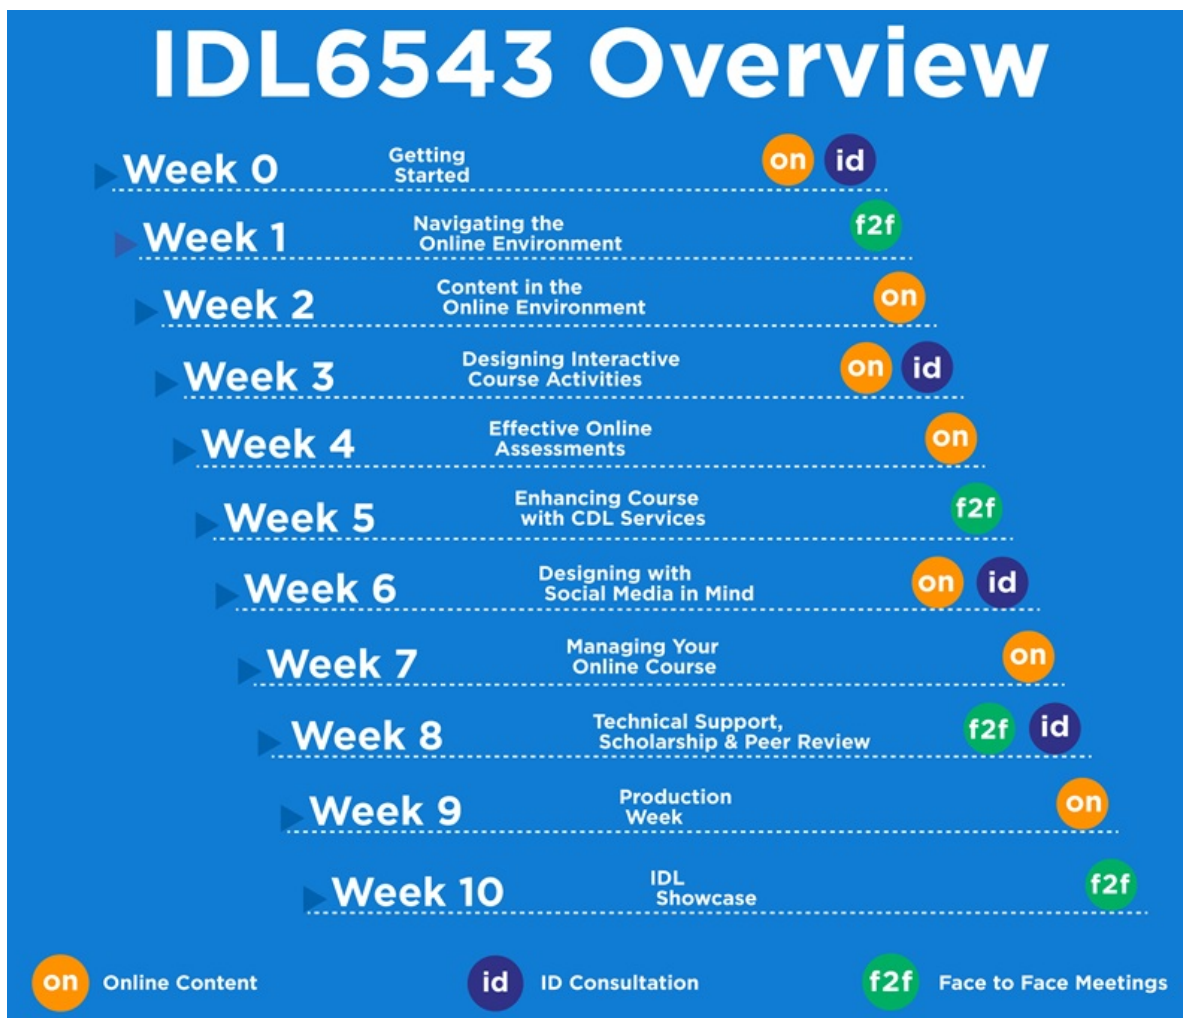 IDL6543 Overview
Week 0
Getting
Started
on id
Week 1
Navigating the
Online Environment
f2f
Week 2
Content in the
Online Environment
on
Week 3
Designing Interactive
Course Activities
on id
Week 4
Effective Online
Assessments
on
Week 5
Enhancing Course
with CDL Services
f2f
Week 6
Designing with
Social Media in Mind
on id
Week 7
Managing Your
Online Course
on
Week 8
Technical Support,
Scholarship & Peer Review
f2f id
Week 9
Production
Week
on
Week 10
IDL
Showcase
f2f
on Online Content
id ID Consultation
f2f Face to Face Meetings